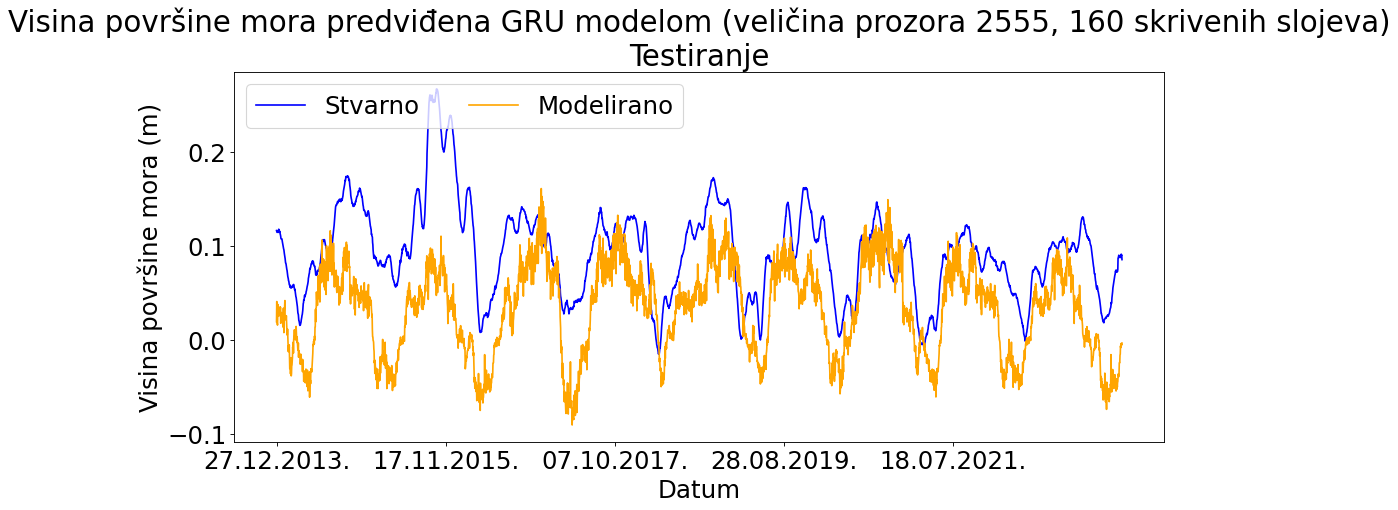 Visina površine mora predviđena GRU modelom (veličina prozora 2555, 160 skrivenih slojeva)
Testiranje
Stvarno
Modelirano
Visina površine mora (m)
0.2
0.1
0.0
−0.1
27.12.2013.
17.11.2015.
07.10.2017.
28.08.2019.
18.07.2021.
Datum